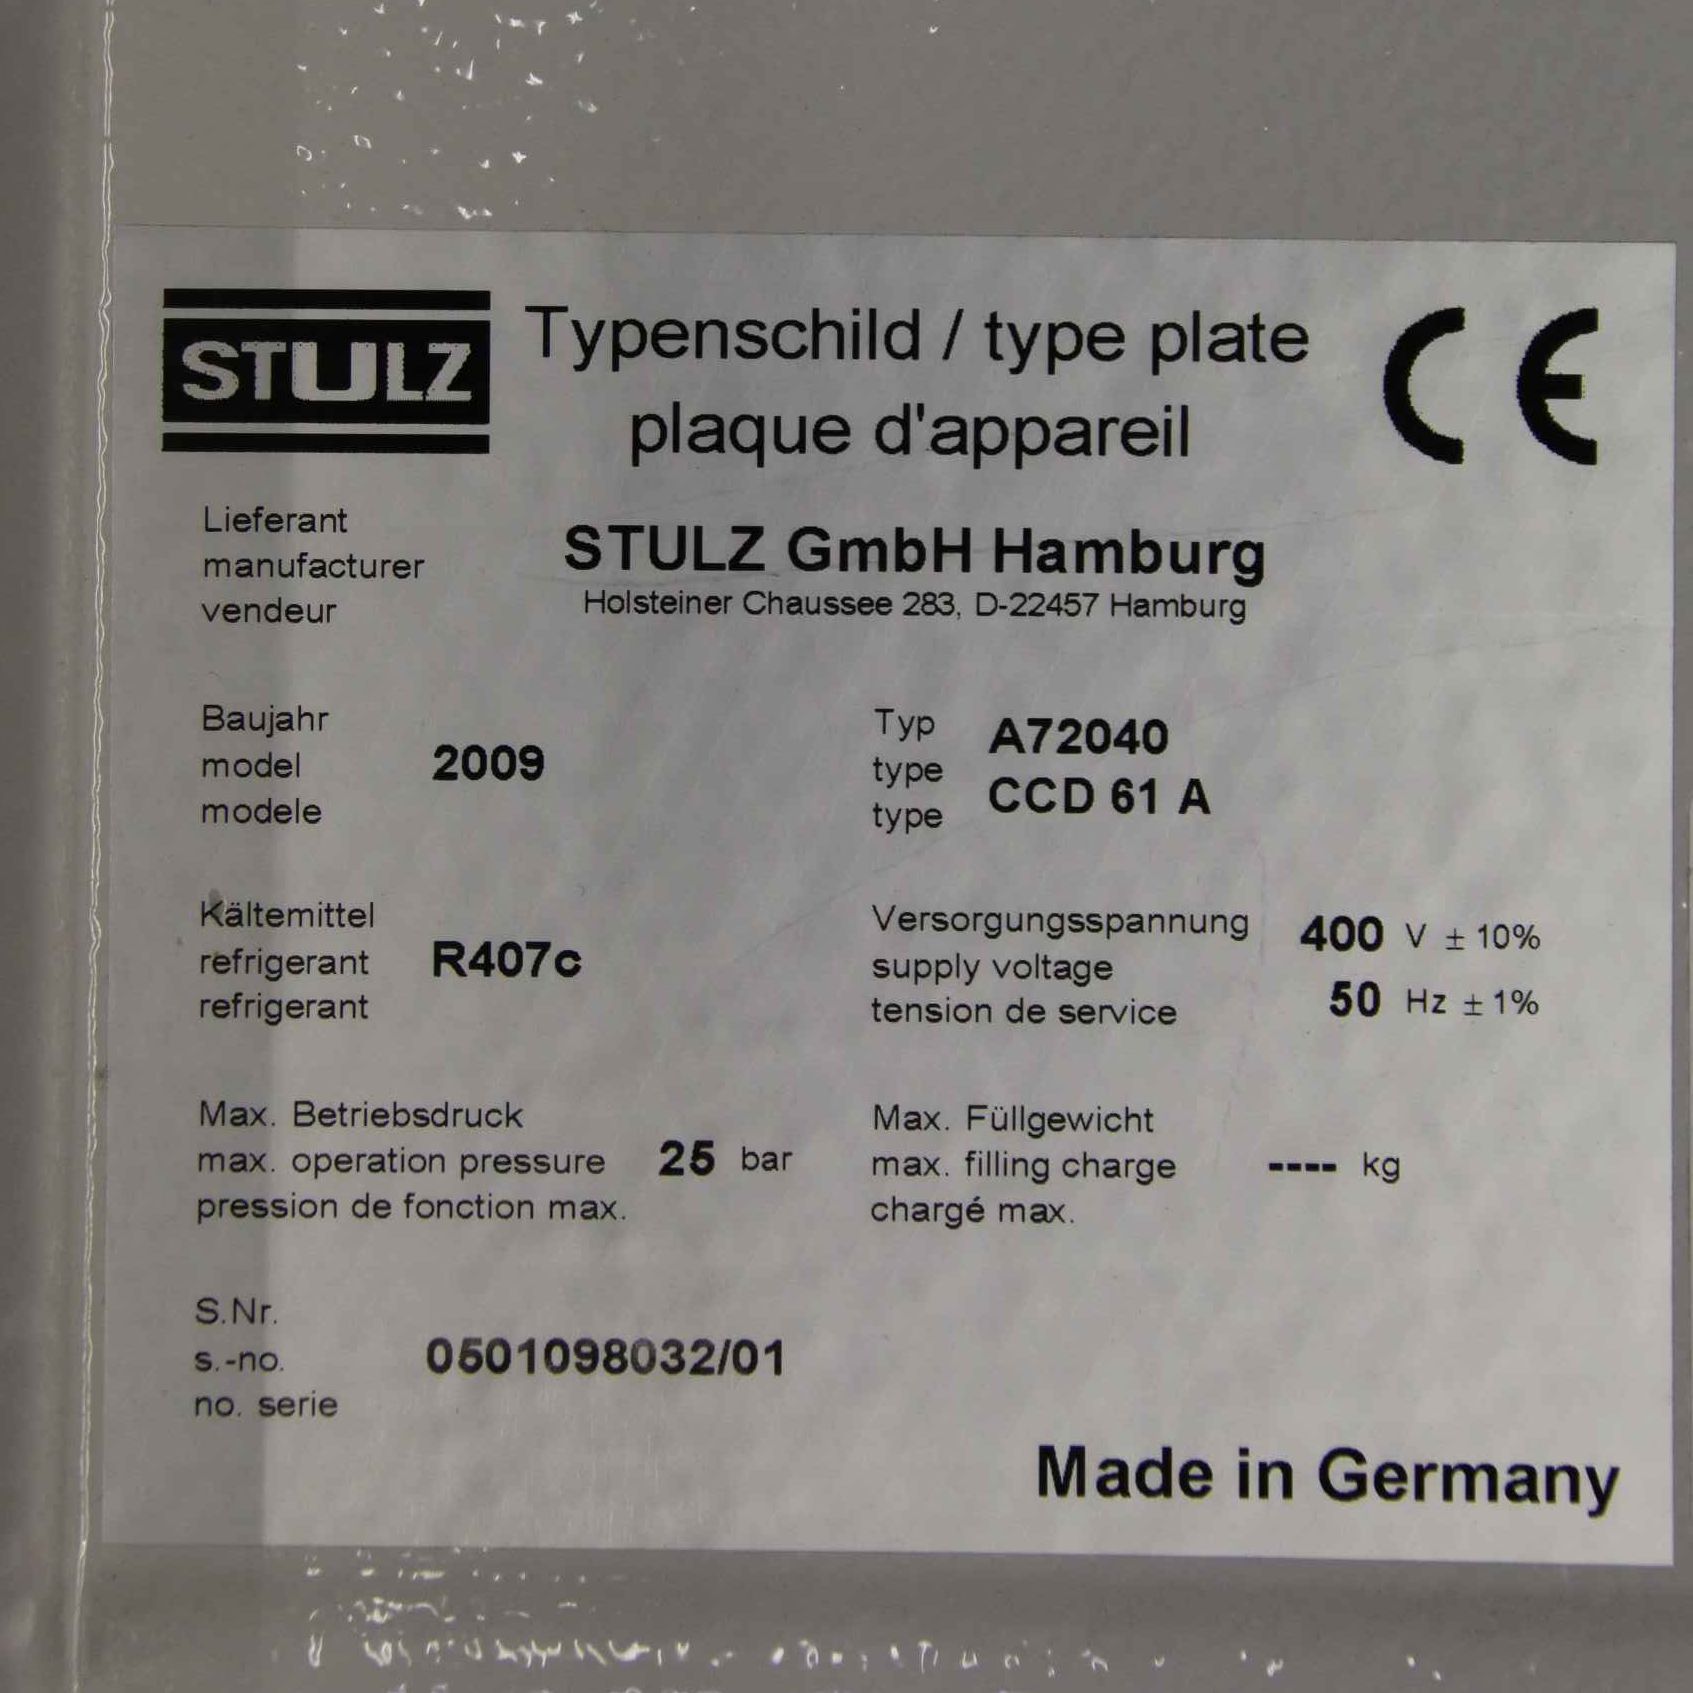 STULZ
Typenschild / type plate
plaque d'appareil
CE
Lieferant
manufacturer
vendeur
STULZ GmbH Hamburg
Holsteiner Chaussee 283, D-22457 Hamburg
Baujahr
model
modele
2009
Typ
type
type
A72040
CCD 61 A
Kältemittel
refrigerant
refrigerant
R407c
Versorgungsspannung
supply voltage
tension de service
400 V ± 10%
50 Hz ± 1%
Max. Betriebsdruck
max. operation pressure
pression de fonction max.
25 bar
Max. Füllgewicht
max. filling charge
chargé max.
---- kg
S.Nr.
s.-no.
no. serie
0501098032/01
Made in Germany